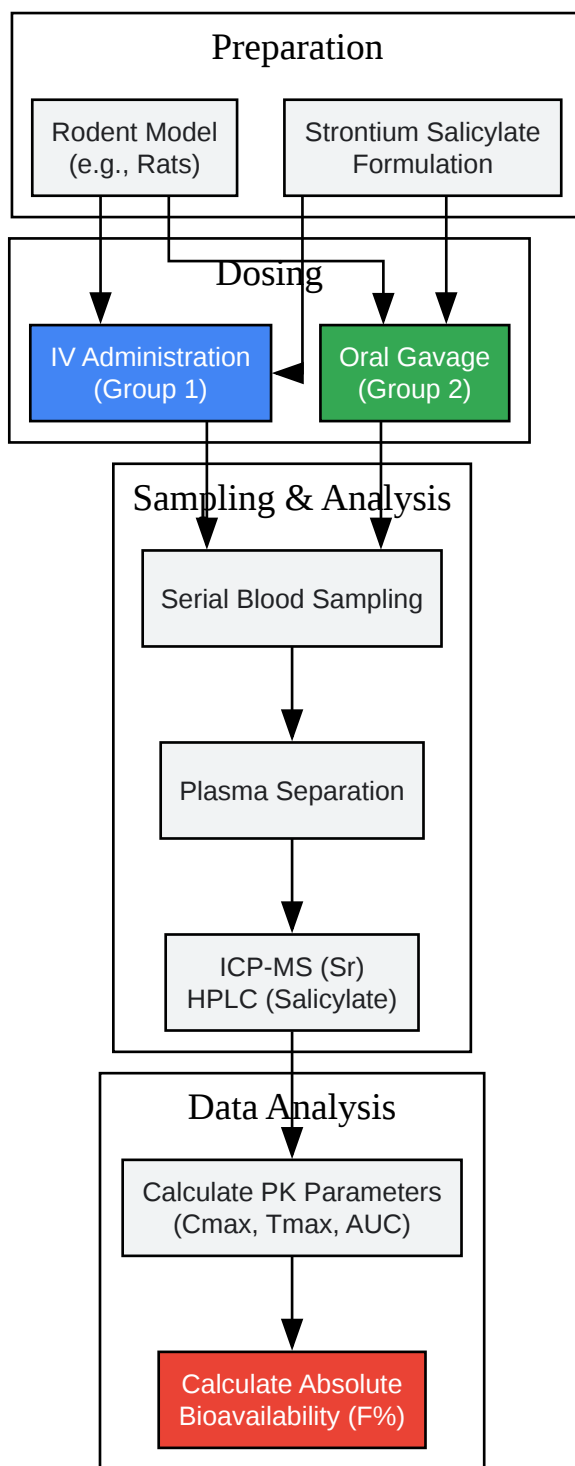 Preparation
Rodent Model
(e.g., Rats)
Strontium Salicylate
Formulation
Dosing
IV Administration
(Group 1)
Oral Gavage
(Group 2)
Sampling & Analysis
Serial Blood Sampling
Plasma Separation
ICP-MS (Sr)
HPLC (Salicylate)
Data Analysis
Calculate PK Parameters
(Cmax, Tmax, AUC)
Calculate Absolute
Bioavailability (F%)